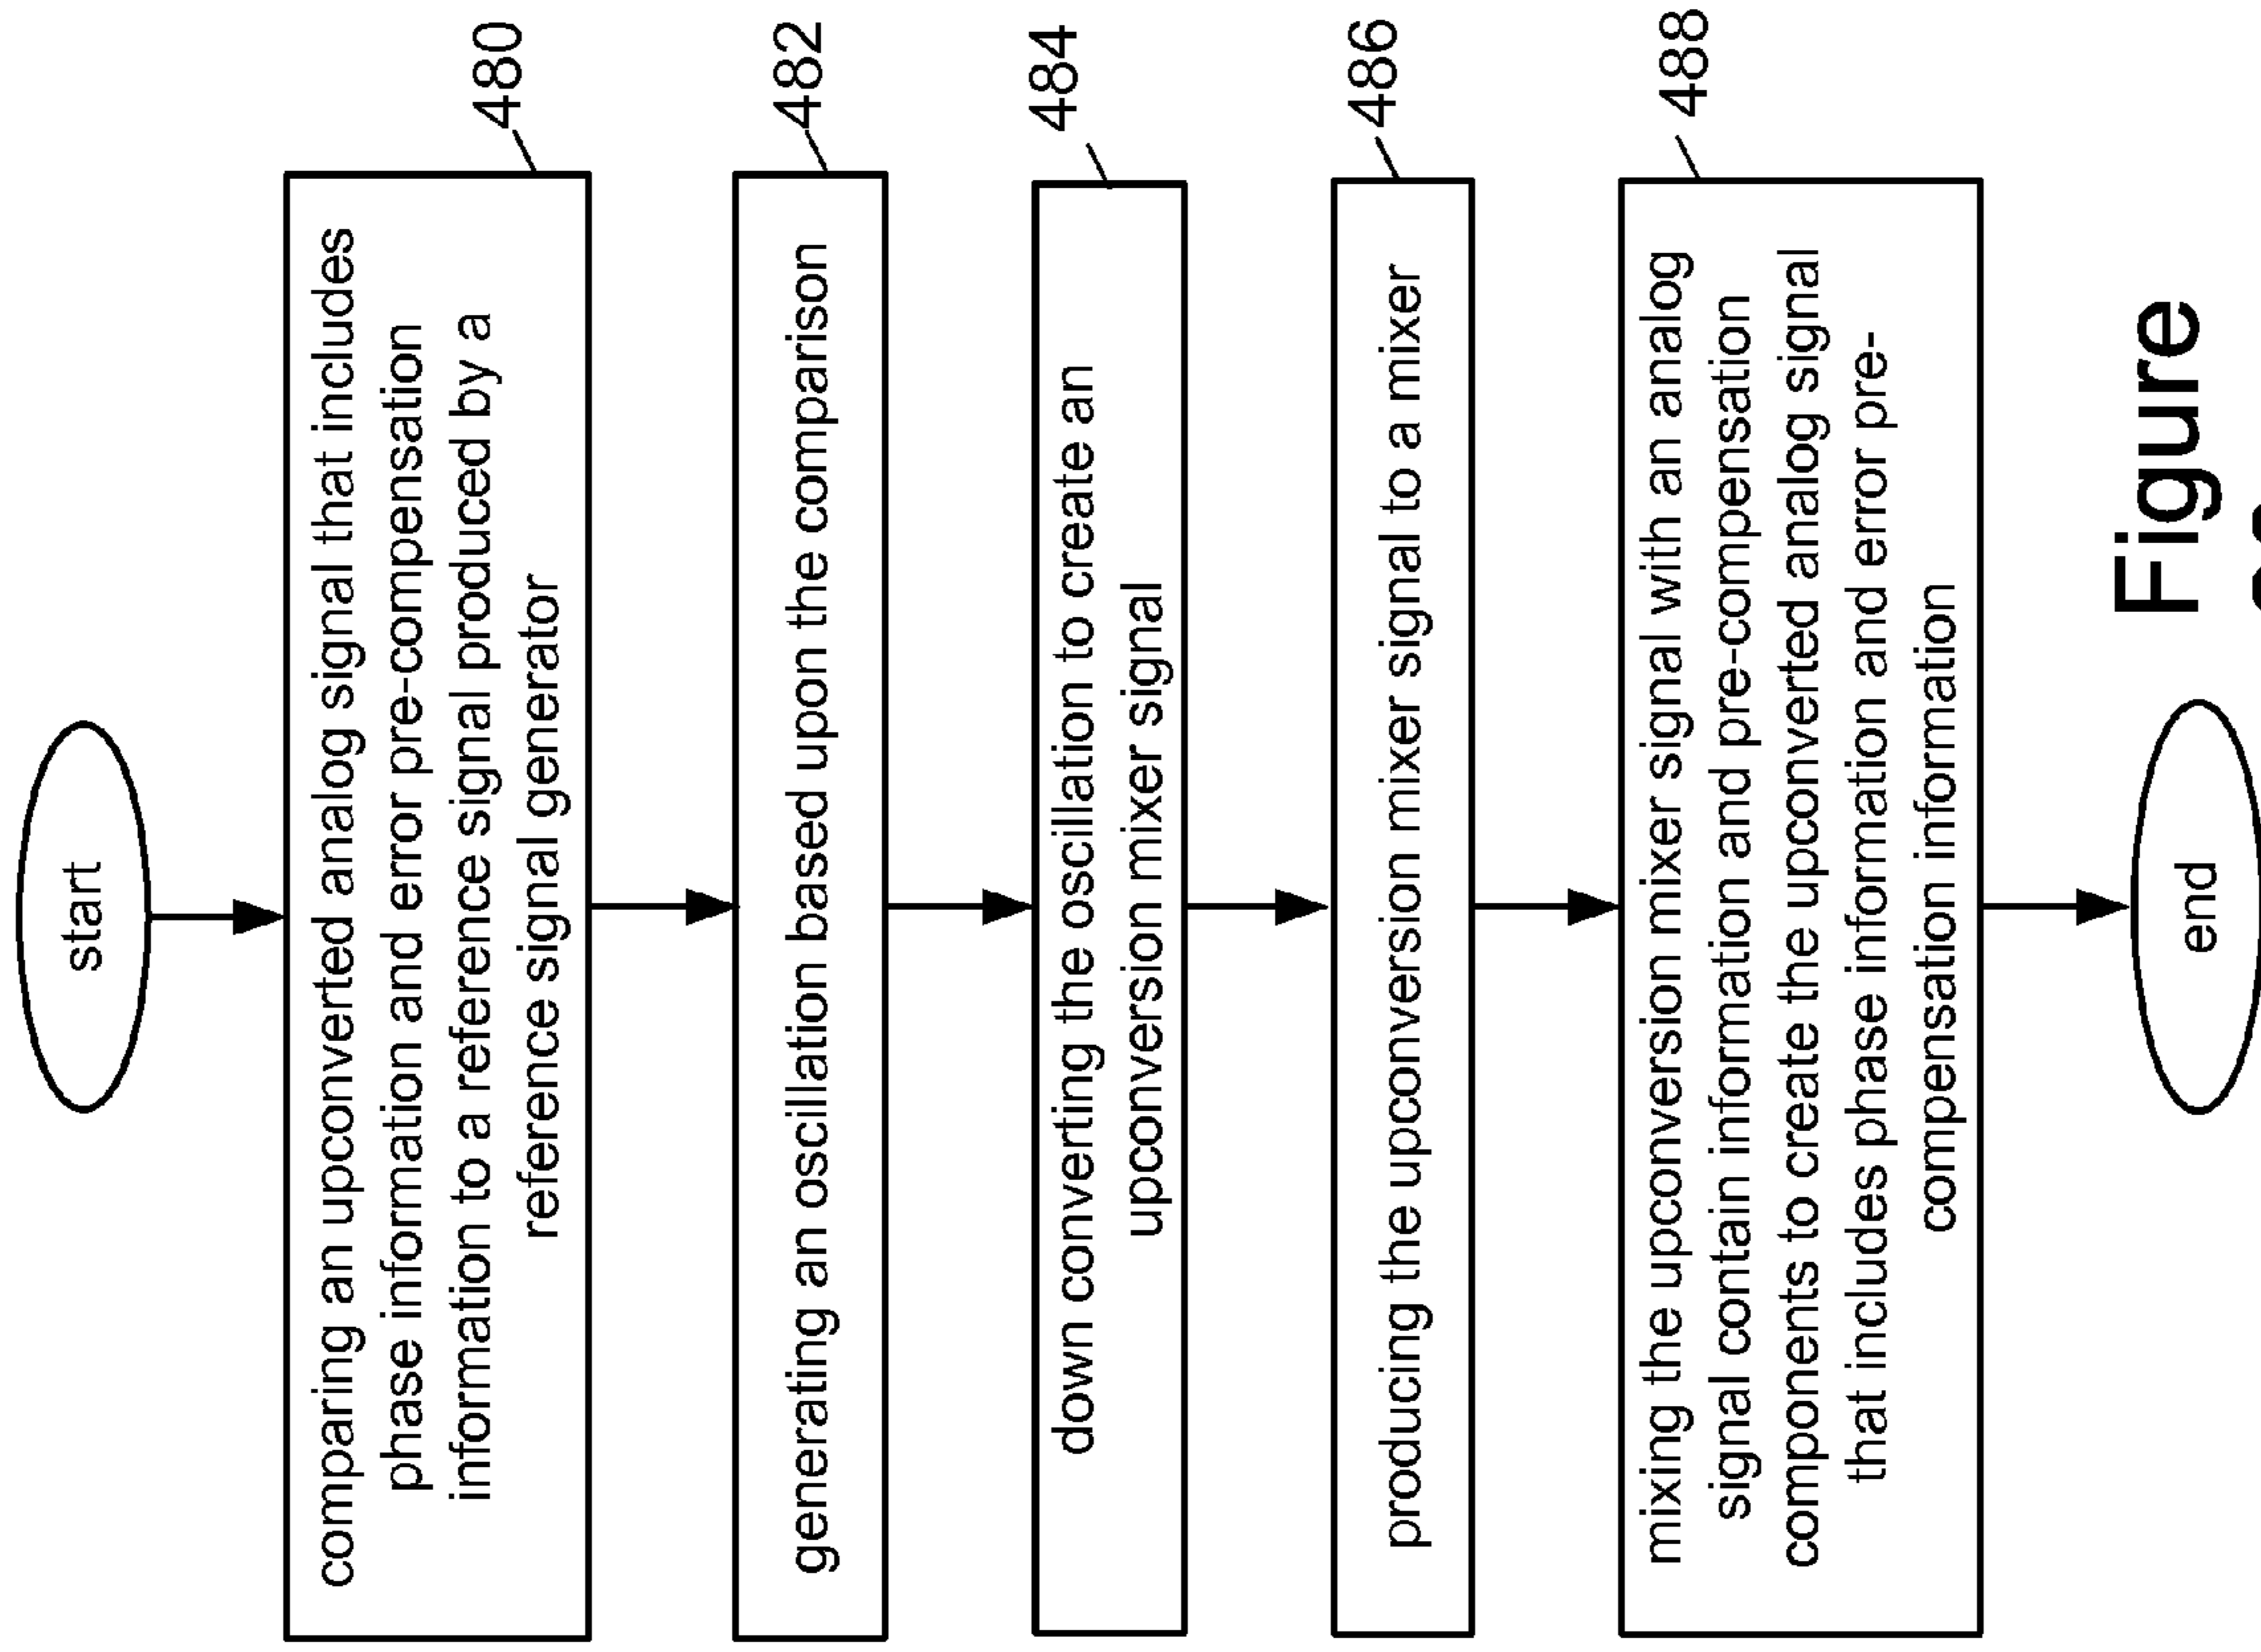 start
comparing an upconverted analog signal that includes
phase information and error pre-compensation
information to a reference signal produced by a
reference signal generator
480
generating an oscillation based upon the comparison
482
down converting the oscillation to create an
upconversion mixer signal
484
producing the upconversion mixer signal to a mixer
486
mixing the upconversion mixer signal with an analog
signal contain information and pre-compensation
components to create the upconverted analog signal
that includes phase information and error pre-
compensation information
488
end
Figure